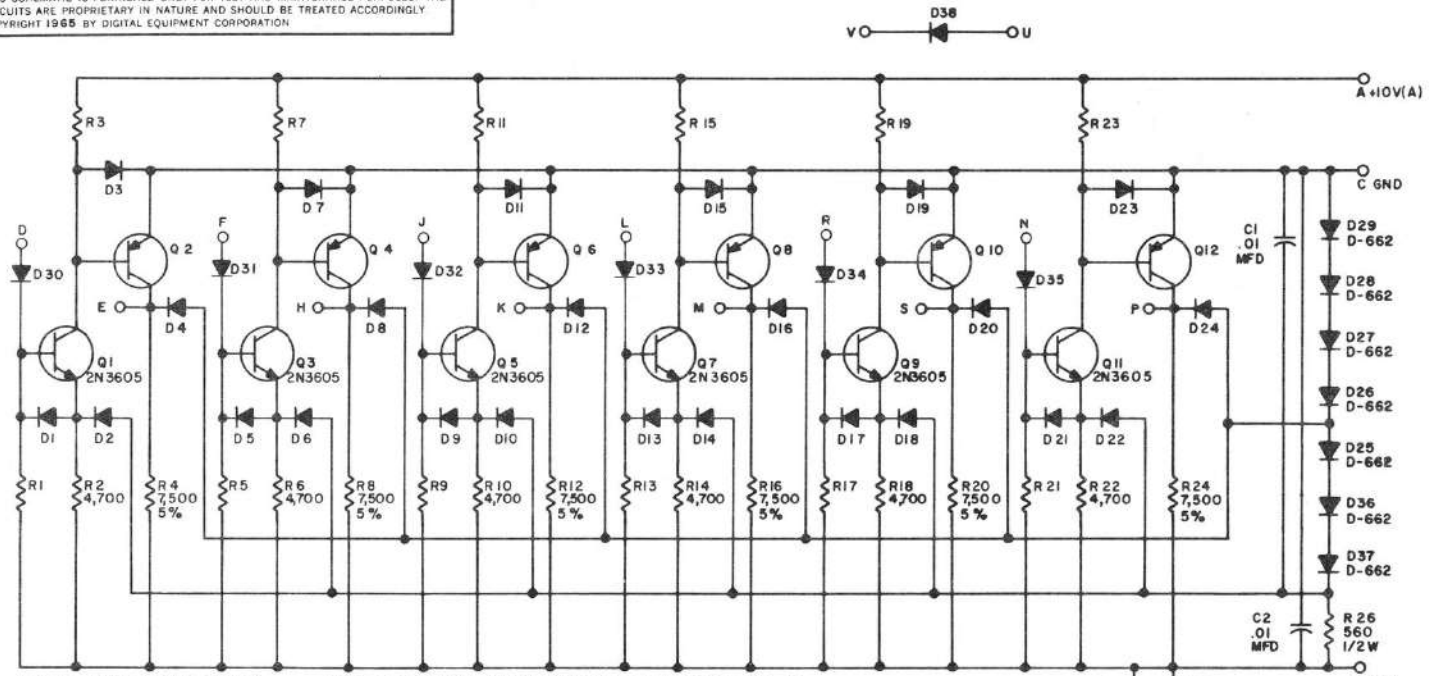 CUITS ARE PROPRIETARY IN NATURE AND SHOULD BE TREATED ACCORDINGLY.
PYRIGHT 1965 BY DIGITAL EQUIPMENT CORPORATION
D38
V U
A +10V(A)
R3 R7 R11 R15 R19 R23
C GND
D3 D7 D11 D15 D19 D23
D F J L R N
Q2 Q4 Q6 Q8 Q10 Q12
C1
.01
MFD
D29
D-662
D30 D31 D32 D33 D34 D35
D28
D-662
E H K M S P
D4 D8 D12 D16 D20 D24
D27
D-662
Q1
2N3605
Q3
2N3605
Q5
2N3605
Q7
2N3605
Q9
2N3605
Q11
2N3605
D26
D-662
D1 D2 D5 D6 D9 D10 D13 D14 D17 D18 D21 D22
D25
D-662
R1
R2
4,700
R4
7,500
5%
R5
R6
4,700
R8
7,500
5%
R9
R10
4,700
R12
7,500
5%
R13
R14
4,700
R16
7,500
5%
R17
R18
4,700
R20
7,500
5%
R21
R22
4,700
R24
7,500
5%
D36
D-662
D37
D-662
C2
.01
MFD
R26
560
1/2W